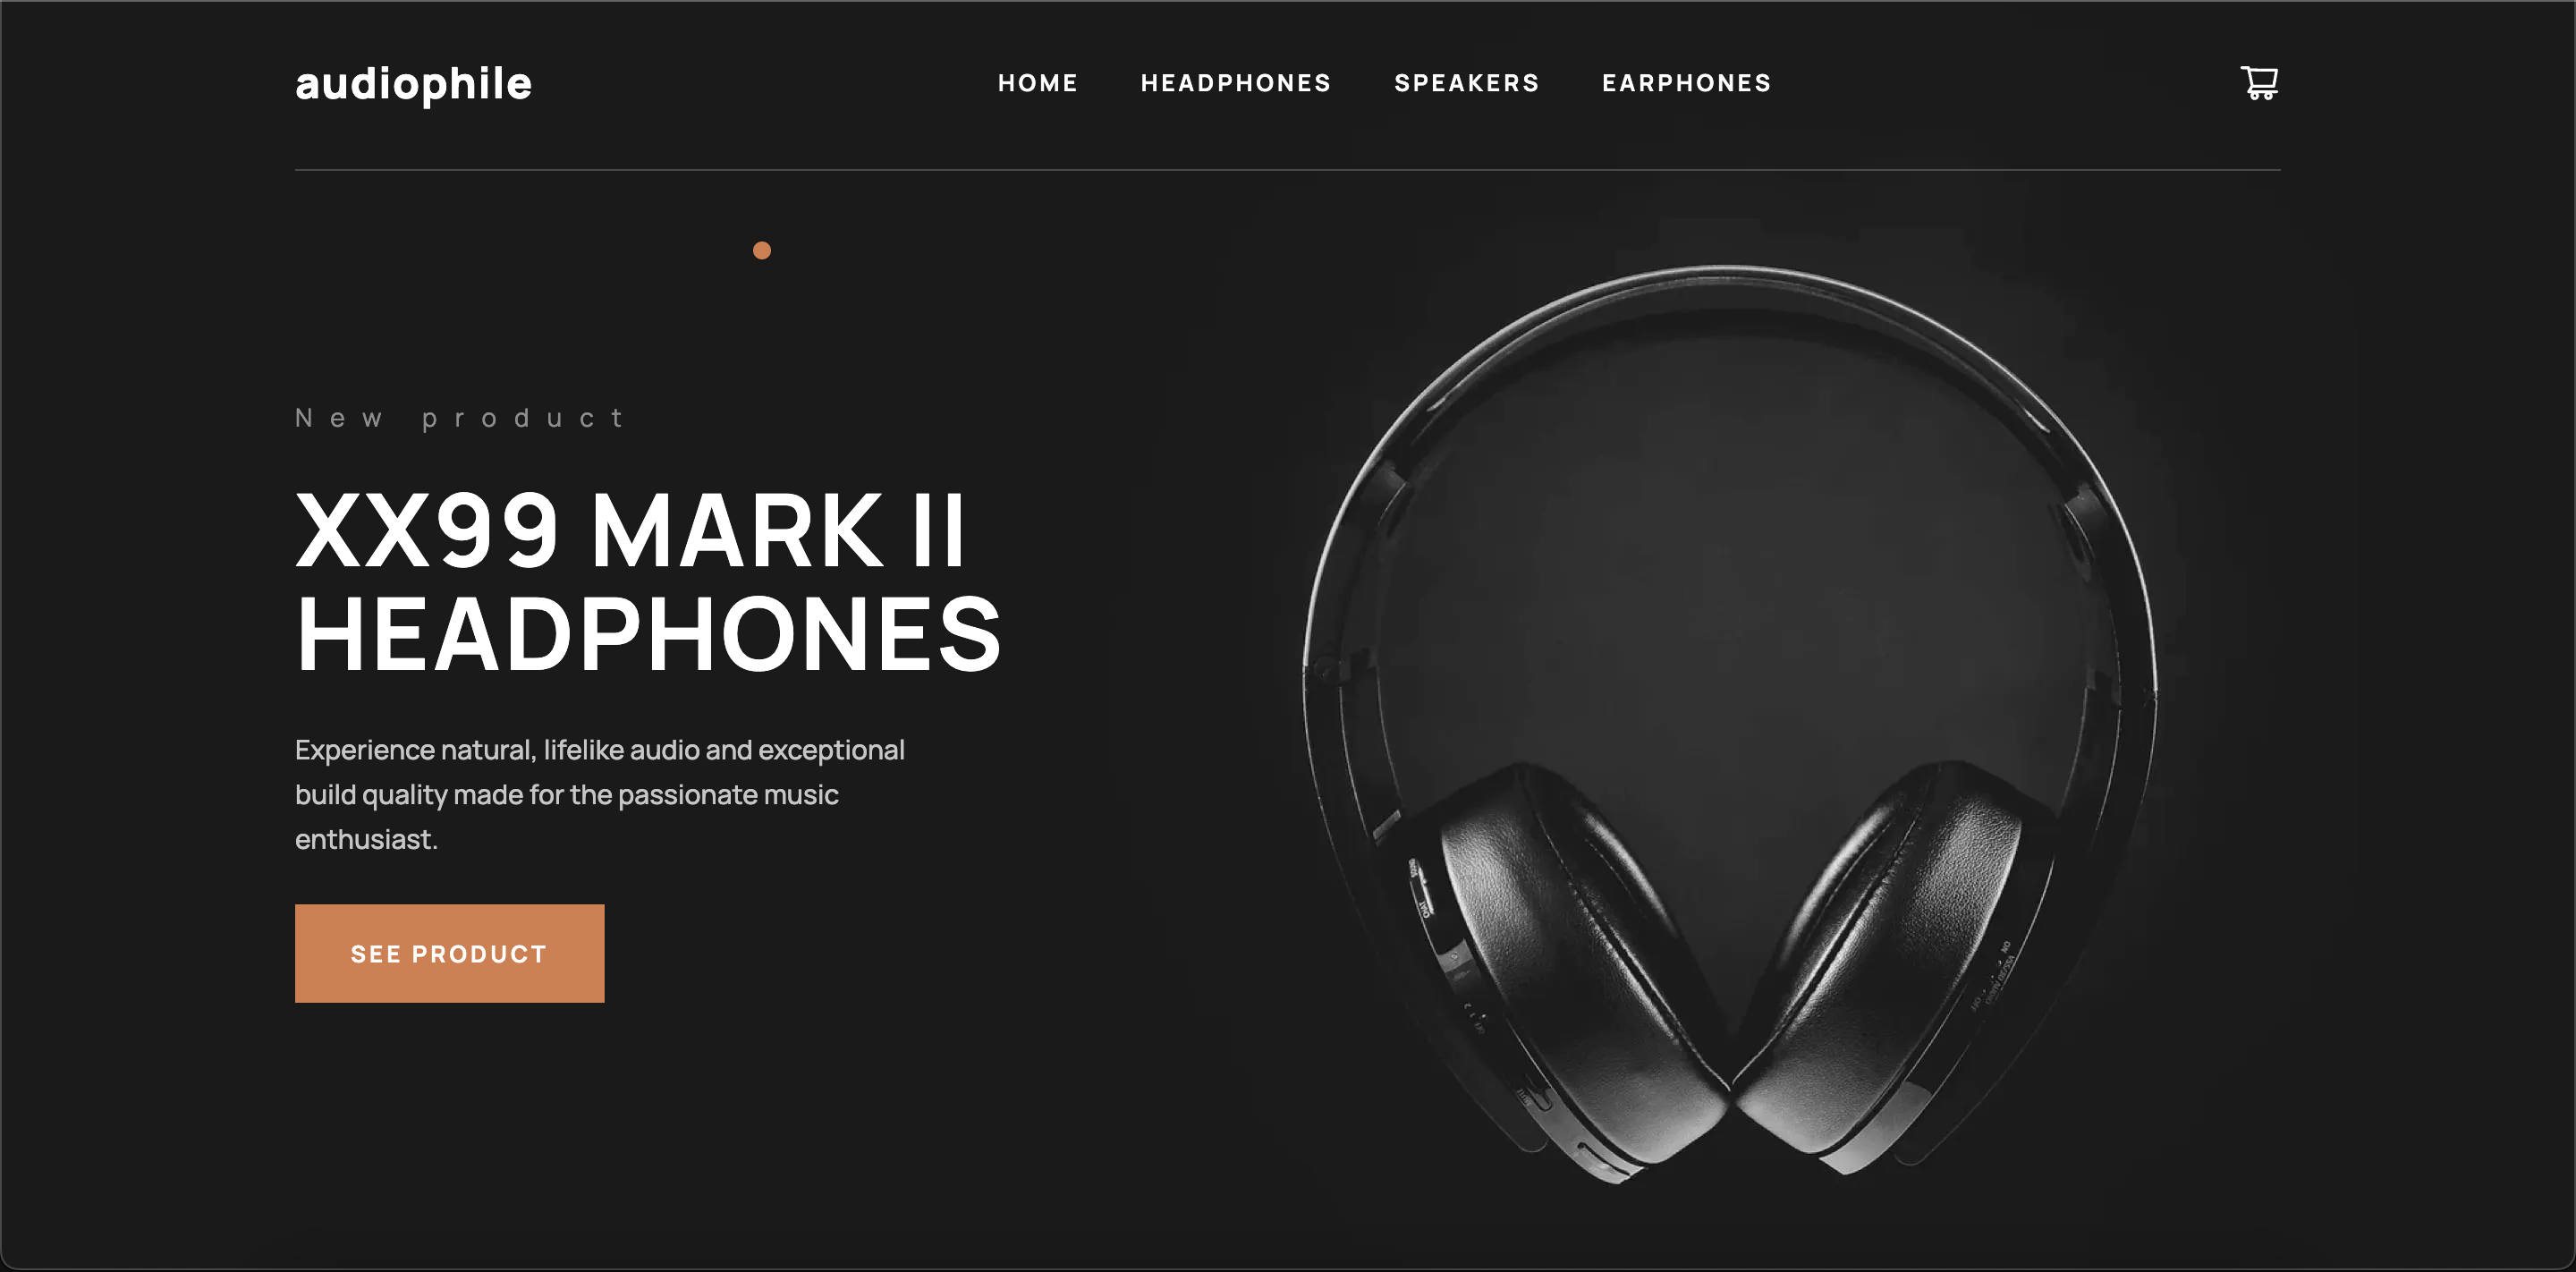 audiophile
HOME HEADPHONES SPEAKERS EARPHONES
New product
XX99 MARK II
HEADPHONES
Experience natural, lifelike audio and exceptional
build quality made for the passionate music
enthusiast.
SEE PRODUCT